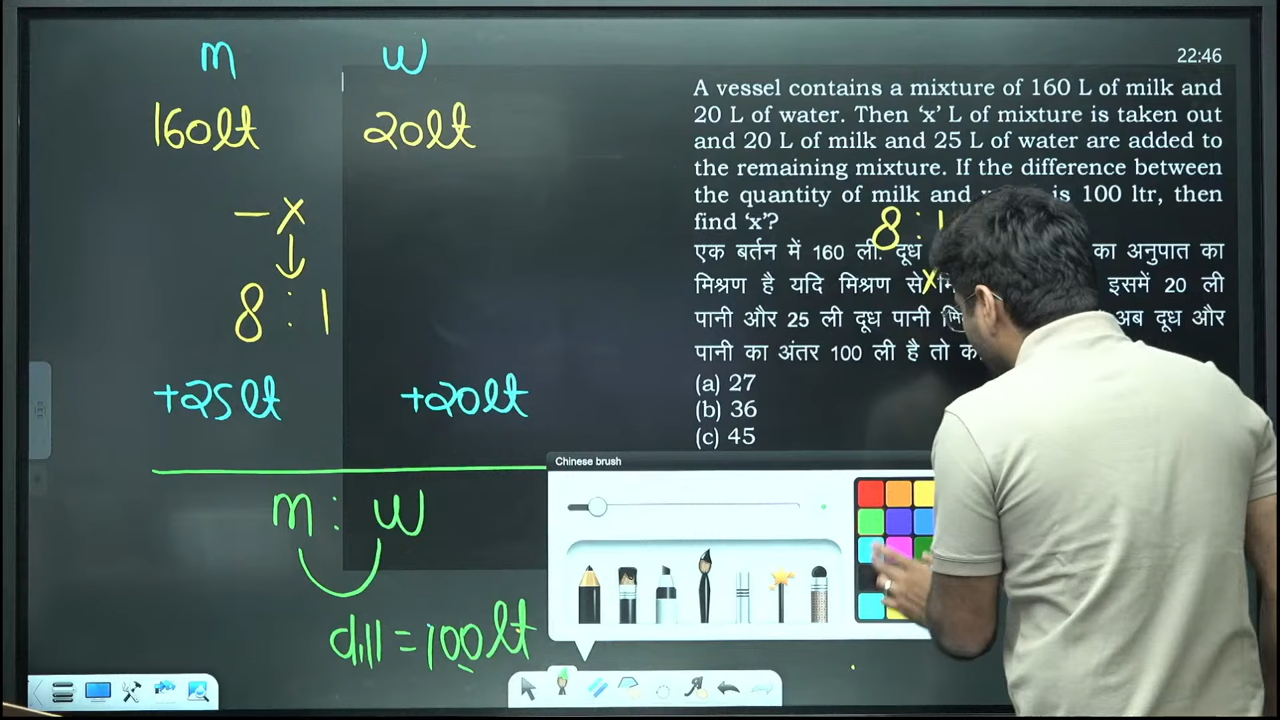 m w
22:46
160lt 20lt
A vessel contains a mixture of 160 L of milk and
20 L of water. Then ‘x’ L of mixture is taken out
and 20 L of milk and 25 L of water are added to
the remaining mixture. If the difference between
the quantity of milk and is 100 ltr, then
find ‘x’?
8 : 1
एक बर्तन में 160 ली. दूध का अनुपात का
मिश्रण है यदि मिश्रण से x इसमें 20 ली
पानी और 25 ली दूध पानी अब दूध और
पानी का अंतर 100 ली है तो
(a) 27
(b) 36
(c) 45
- x
↓
8 : 1
+25lt +20lt
m : w
diff = 100lt
Chinese brush